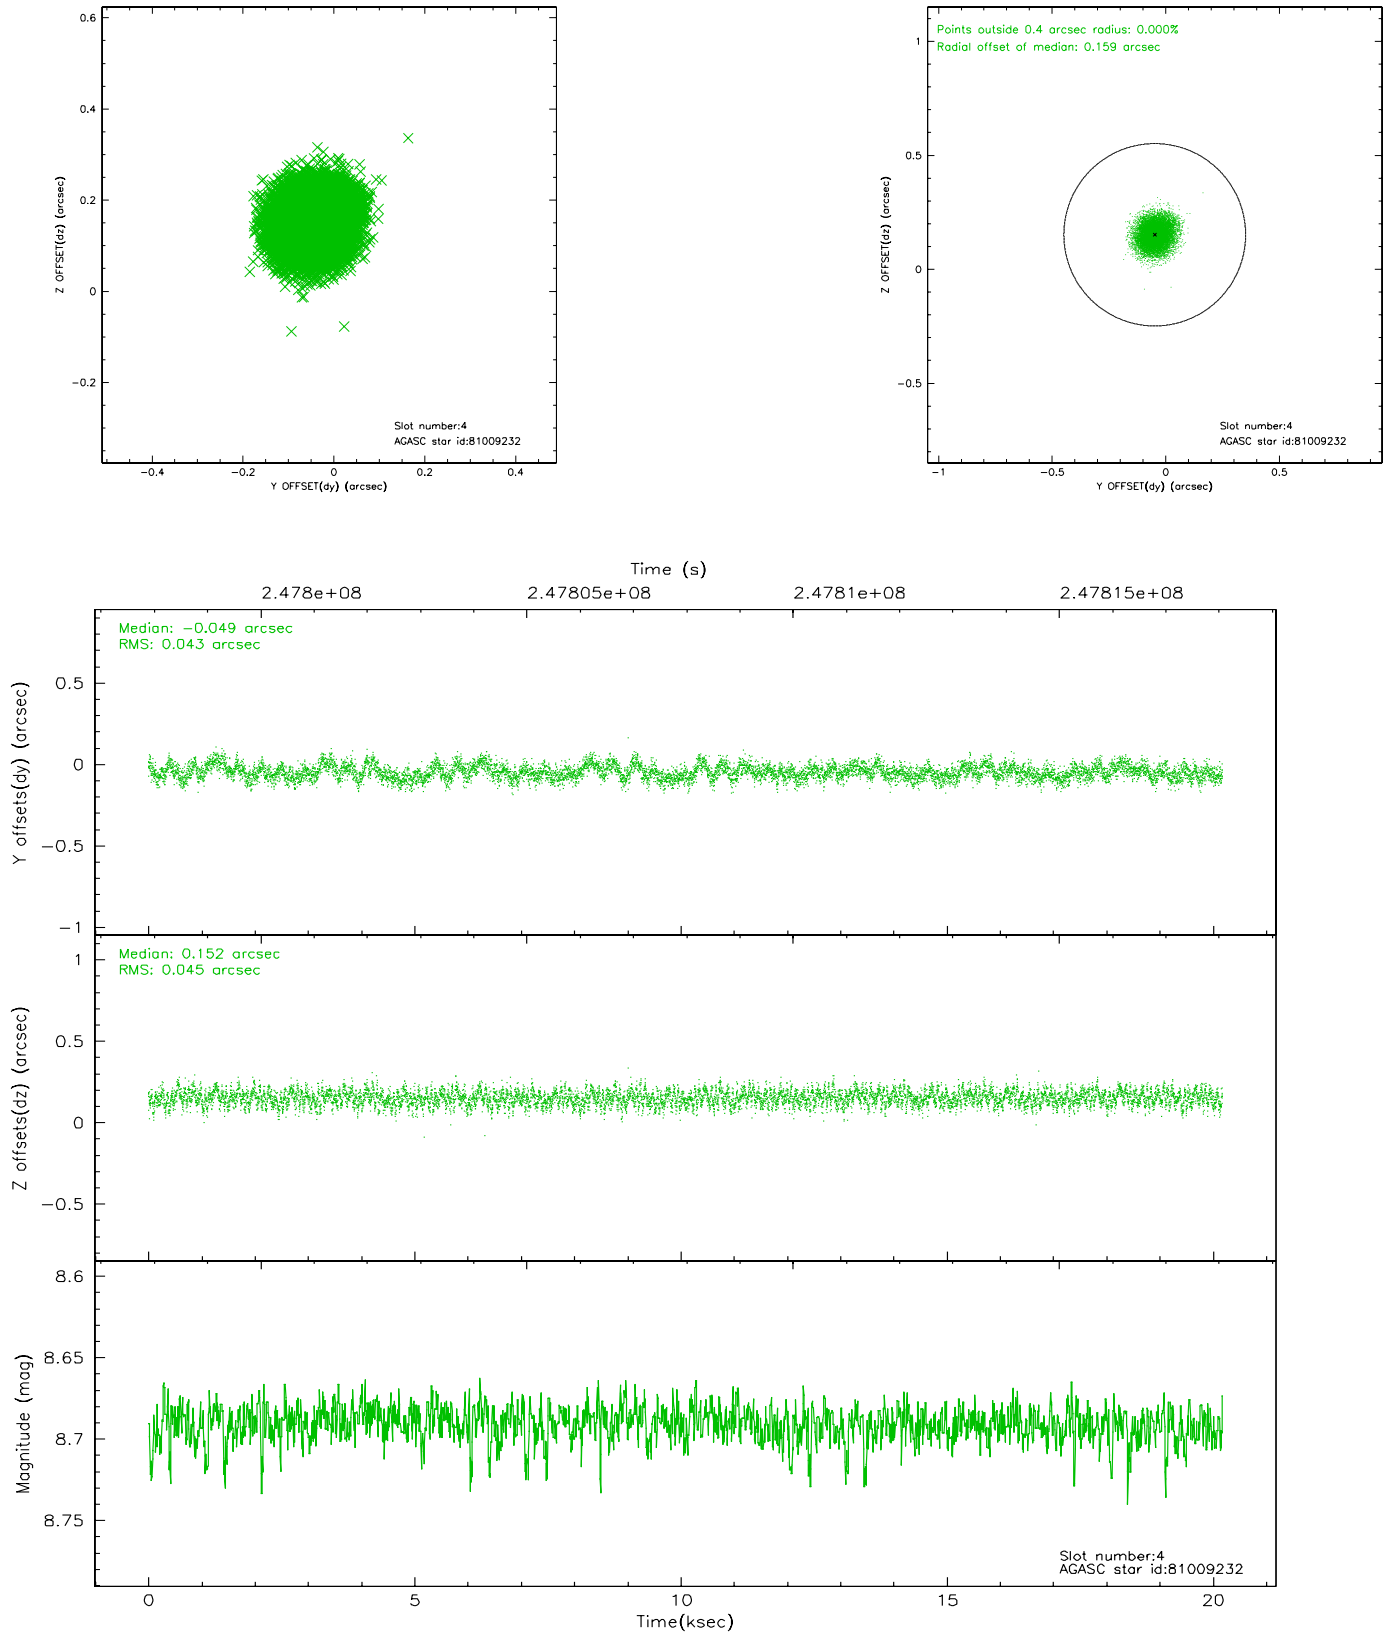 0.6
0.4
0.2
0
−0.2
Z OFFSET(dz) (arcsec)
Slot number:4
AGASC star id:81009232
−0.4 −0.2 0 0.2 0.4
Y OFFSET(dy) (arcsec)
Points outside 0.4 arcsec radius: 0.000%
Radial offset of median: 0.159 arcsec
1
0.5
0
−0.5
Z OFFSET(dz) (arcsec)
Slot number:4
AGASC star id:81009232
−1 −0.5 0 0.5
Y OFFSET(dy) (arcsec)
Time (s)
2.478e+08 2.47805e+08 2.4781e+08 2.47815e+08
Median: −0.049 arcsec
RMS: 0.043 arcsec
0.5
0
−0.5
−1
Y offsets(dy) (arcsec)
Median: 0.152 arcsec
RMS: 0.045 arcsec
1
0.5
0
−0.5
Z offsets(dz) (arcsec)
8.6
8.65
8.7
8.75
Magnitude (mag)
Slot number:4
AGASC star id:81009232
0 5 10 15 20
Time(ksec)